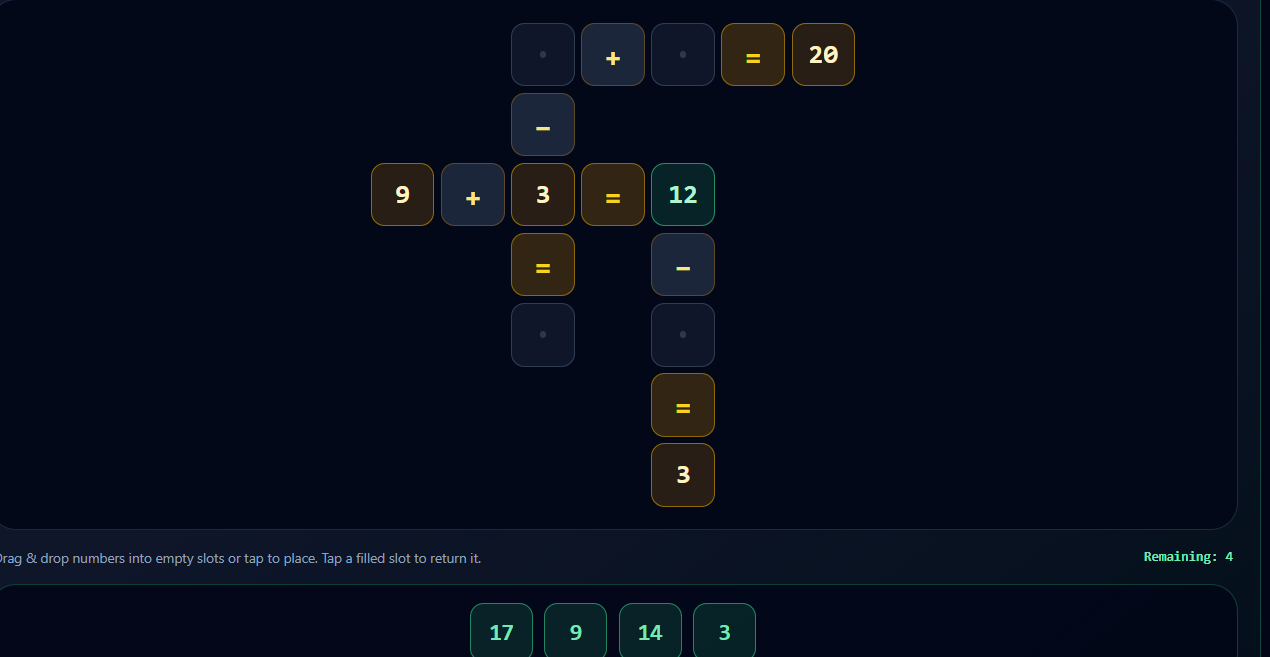 + = 20
−
9 + 3 = 12
= −
=
3
Drag & drop numbers into empty slots or tap to place. Tap a filled slot to return it.
Remaining: 4
17 9 14 3